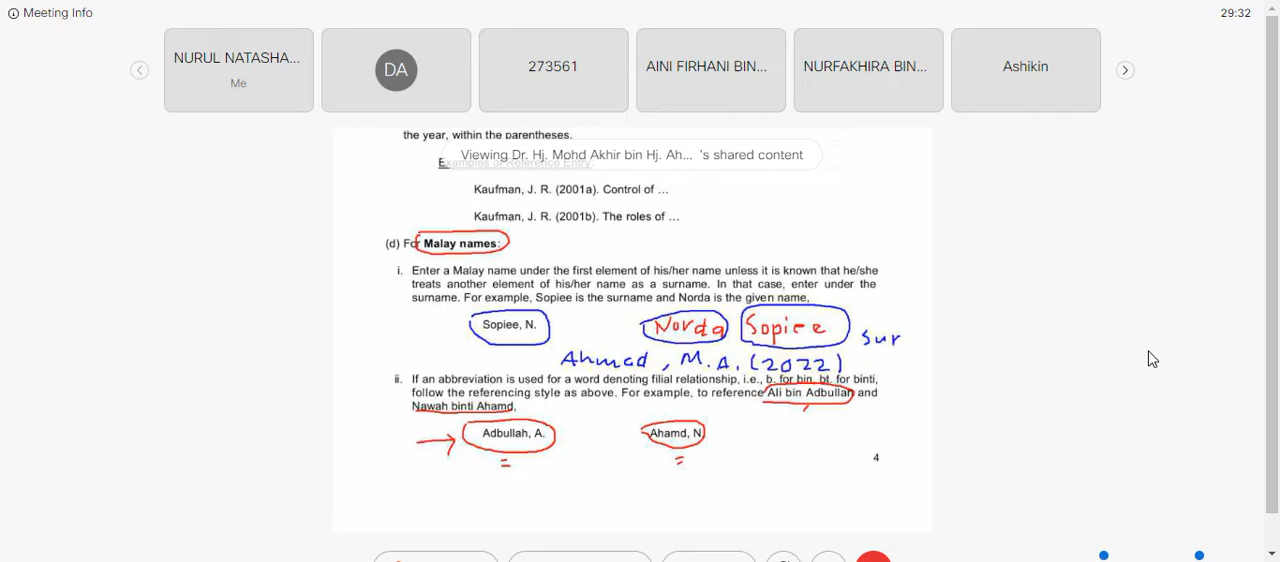 Meeting Info
29:32
NURUL NATASHA...
Me
DA
273561
AINI FIRHANI BIN...
NURFAKHIRA BIN...
Ashikin
the year, within the parentheses.
Viewing Dr. Hj. Mohd Akhir bin Hj. Ah... 's shared content
Examples of Reference Entry:
Kaufman, J. R. (2001a). Control of ...
Kaufman, J. R. (2001b). The roles of ...
(d) For Malay names:
i. Enter a Malay name under the first element of his/her name unless it is known that he/she
treats another element of his/her name as a surname. In that case, enter under the
surname. For example, Sopiee is the surname and Norda is the given name,
Sopiee, N. Norda Sopiee
Sur
Ahmad, M.A. (2022)
ii. If an abbreviation is used for a word denoting filial relationship, i.e., b. for bin, bt. for binti,
follow the referencing style as above. For example, to reference Ali bin Adbullah and
Nawah binti Ahamd,
Adbullah, A. Ahamd, N
4